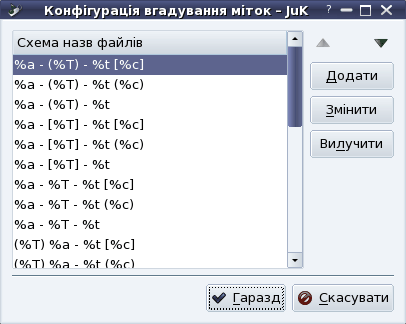 Конфігурація вгадування міток – JuK
Схема назв файлів
%a - (%T) - %t [%c]
%a - (%T) - %t (%c)
%a - (%T) - %t
%a - [%T] - %t [%c]
%a - [%T] - %t (%c)
%a - [%T] - %t
%a - %T - %t [%c]
%a - %T - %t (%c)
%a - %T - %t
(%T) %a - %t [%c]
(%T) %a - %t (%c)
Додати
Змінити
Вилучити
Гаразд
Скасувати